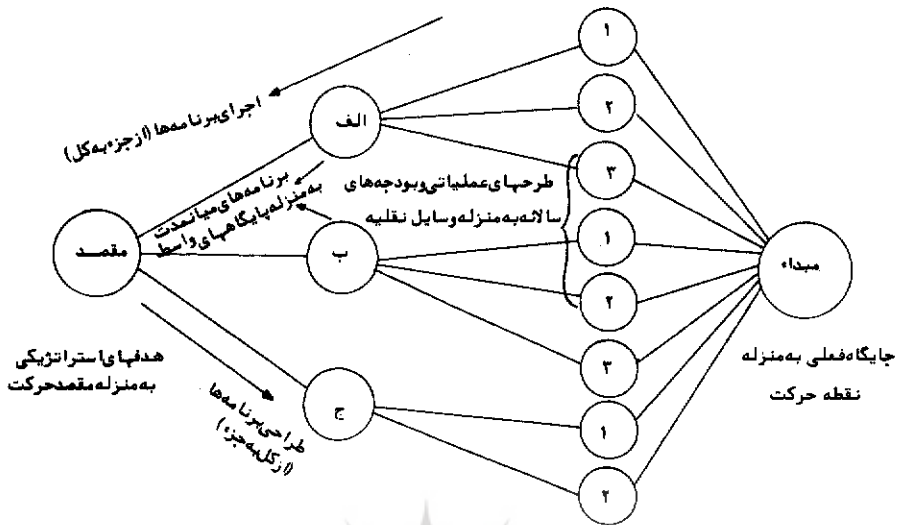 ۱
۲
۳
۱
۲
۳
۱
۲
مبداء
جایگاه فعلی به منزله
نقطه حرکت
طرحهای عملیاتی وبودجه های
سالانه به منزله وسایل نقلیه
الف
ب
ج
اجرای برنامه ها (از جزء به کل)
برنامه های میانمدت
به منزله پایگاههای واسط
مقصد
هدفهای استراتژیکی
به منزله مقصد حرکت
طراحی برنامه ها
(از کل به جزء)